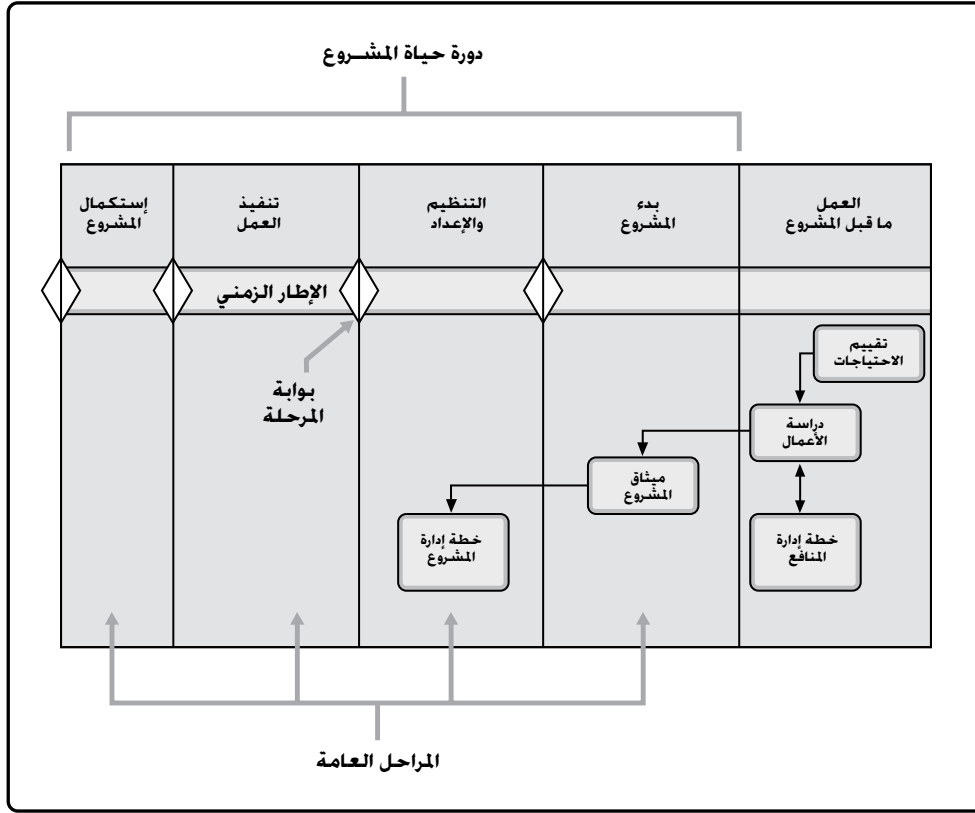 دورة حياة المشـــروع
العمل
ما قبل المشروع
بدء
المشروع
التنظيم
والإعداد
تنفيذ
العمل
إستكمال
المشروع
الإطار الزمني
تقييم
الاحتياجات
بوابة
المرحلة
دراسة
الأعمال
ميثاق
المشروع
خطة إدارة
المنافع
خطة إدارة
المشروع
المراحل العامة